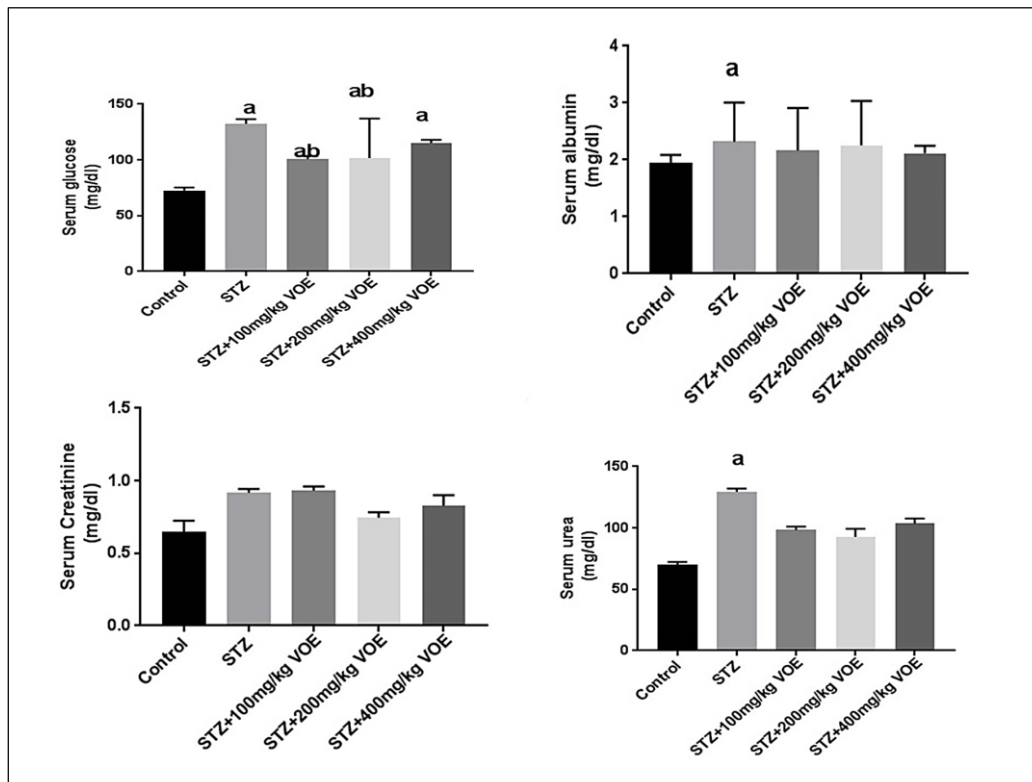 Serum glucose
(mg/dl)
150
100
50
0
a
ab
ab
a
Control
STZ
STZ+100mg/kg VOE
STZ+200mg/kg VOE
STZ+400mg/kg VOE
Serum albumin
(mg/dl)
4
3
2
1
0
a
Control
STZ
STZ+100mg/kg VOE
STZ+200mg/kg VOE
STZ+400mg/kg VOE
Serum Creatinine
(mg/dl)
1.5
1.0
0.5
0.0
Control
STZ
STZ+100mg/kg VOE
STZ+200mg/kg VOE
STZ+400mg/kg VOE
Serum urea
(mg/dl)
150
100
50
0
a
Control
STZ
STZ+100mg/kg VOE
STZ+200mg/kg VOE
STZ+400mg/kg VOE